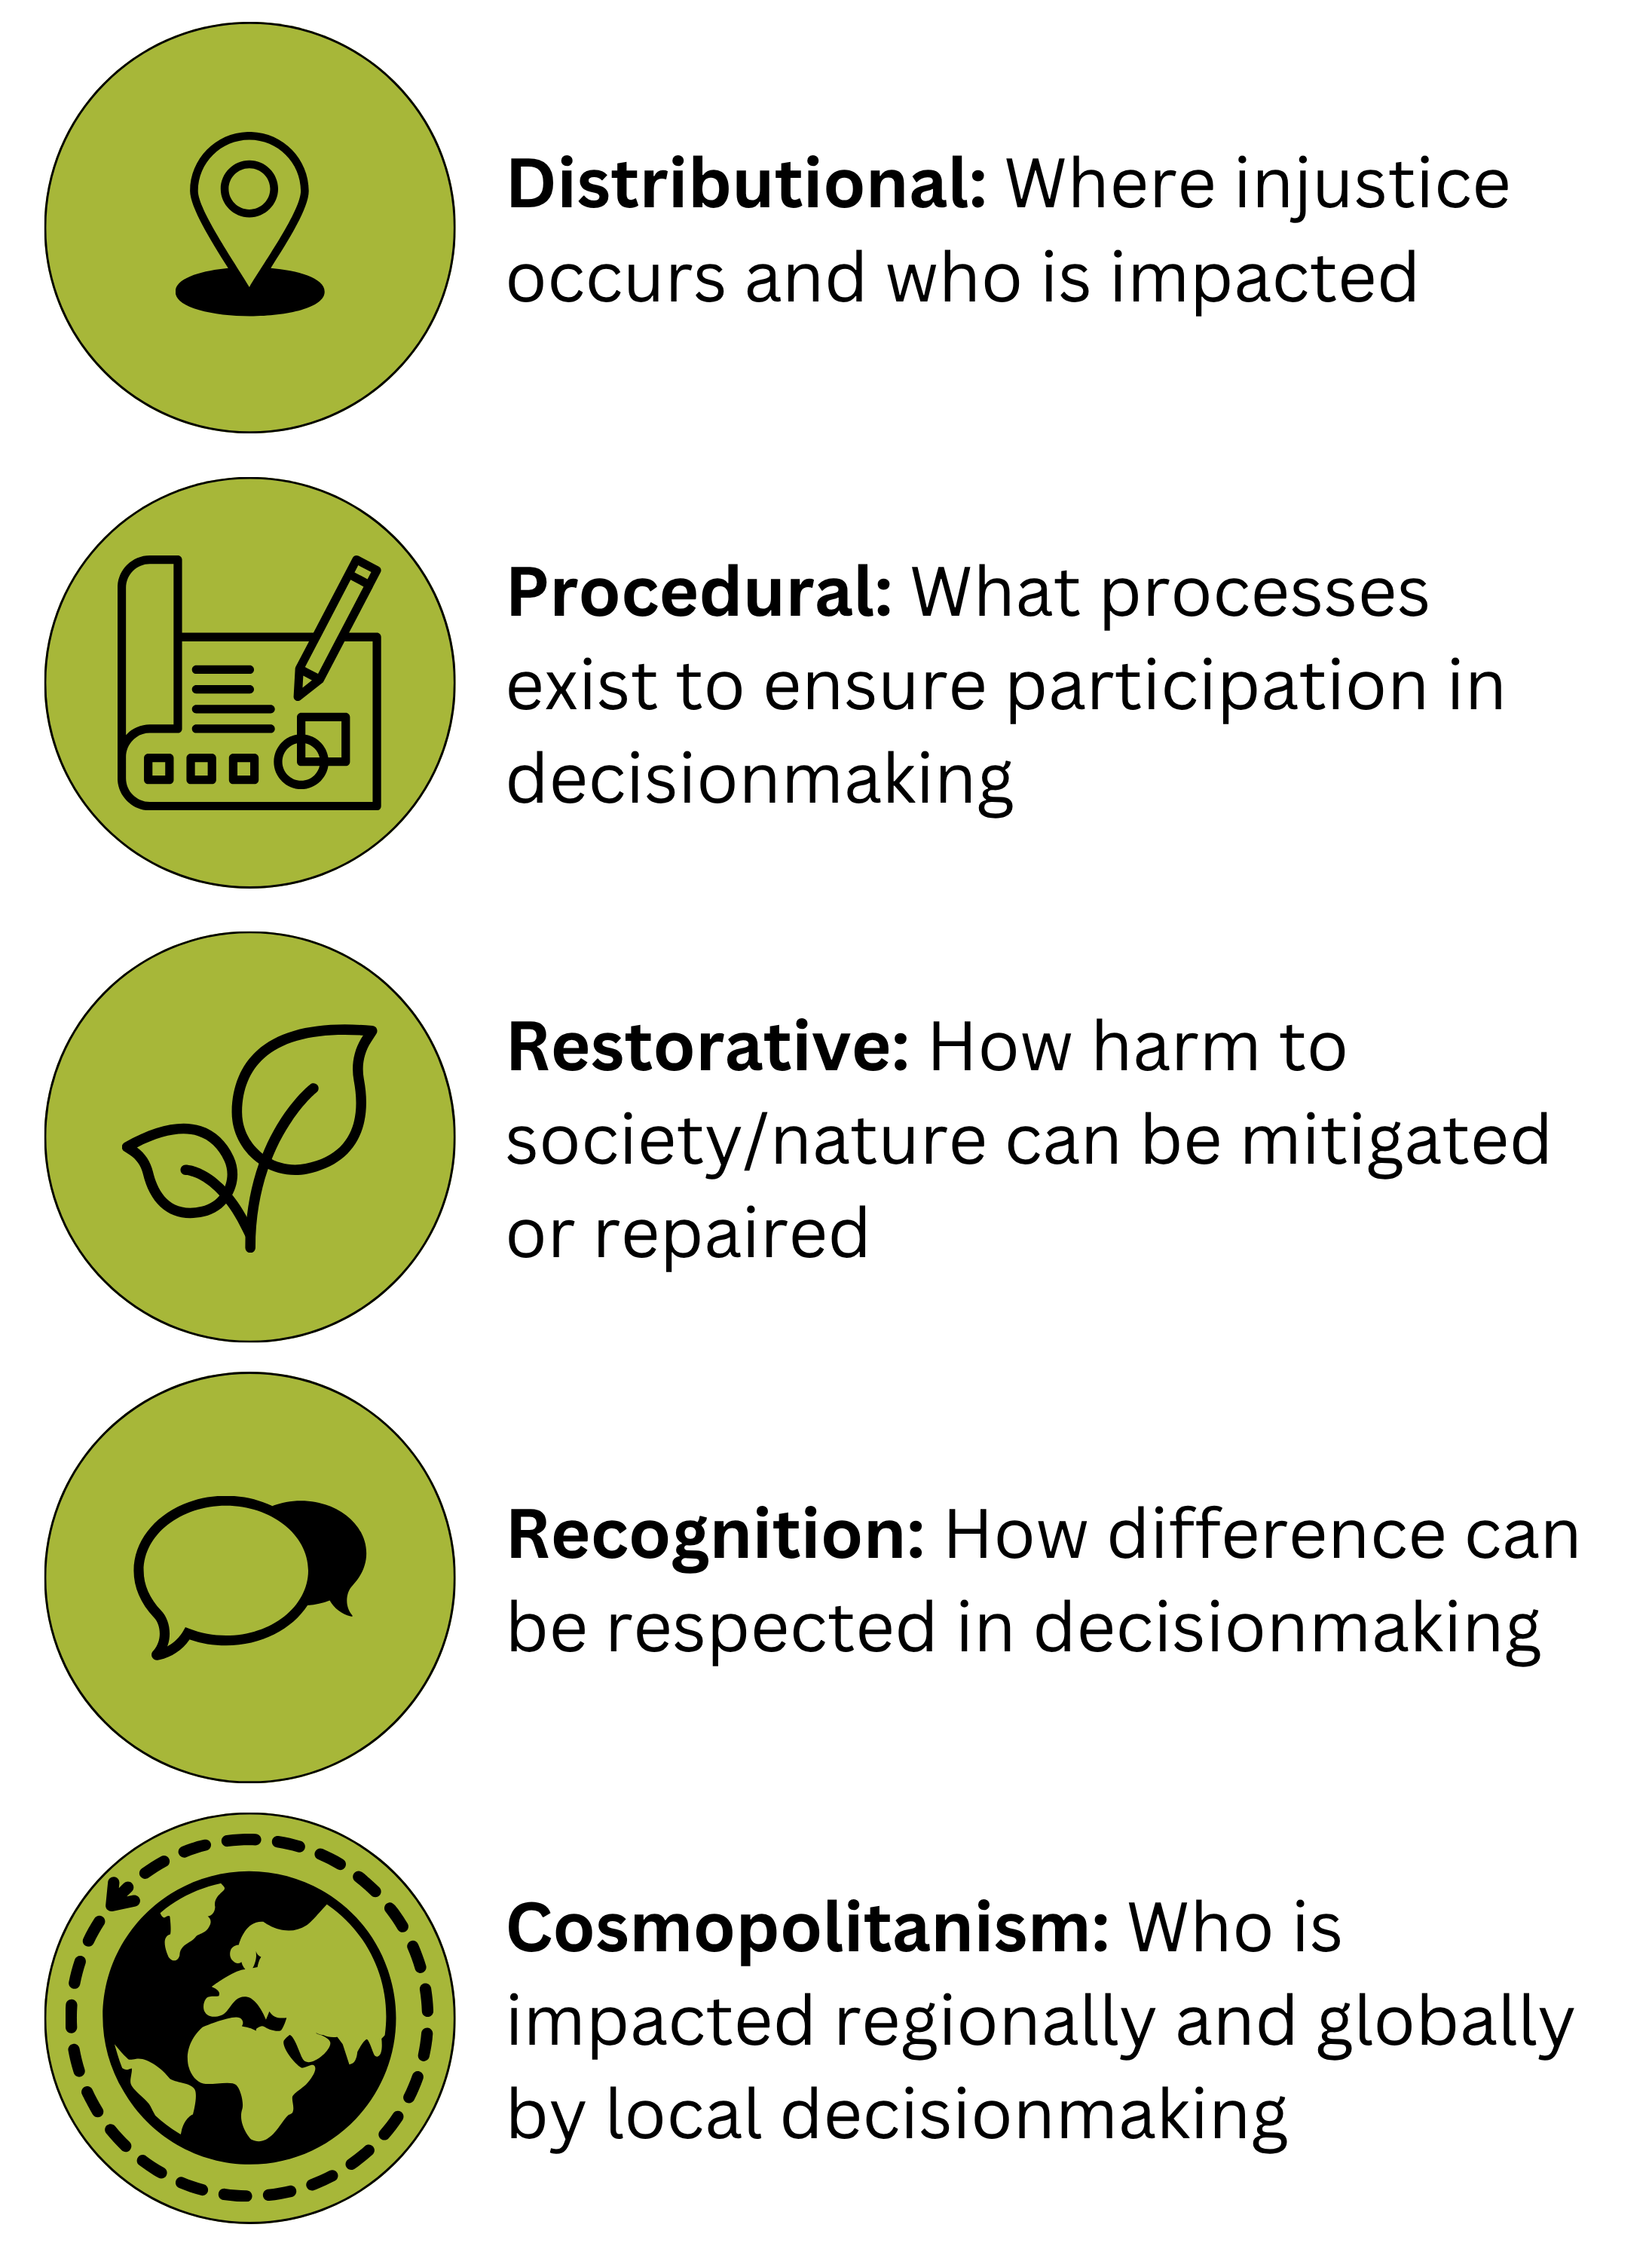 Distributional: Where injustice
occurs and who is impacted
Procedural: What processes
exist to ensure participation in
decisionmaking
Restorative: How harm to
society/nature can be mitigated
or repaired
Recognition: How difference can
be respected in decisionmaking
Cosmopolitanism: Who is
impacted regionally and globally
by local decisionmaking